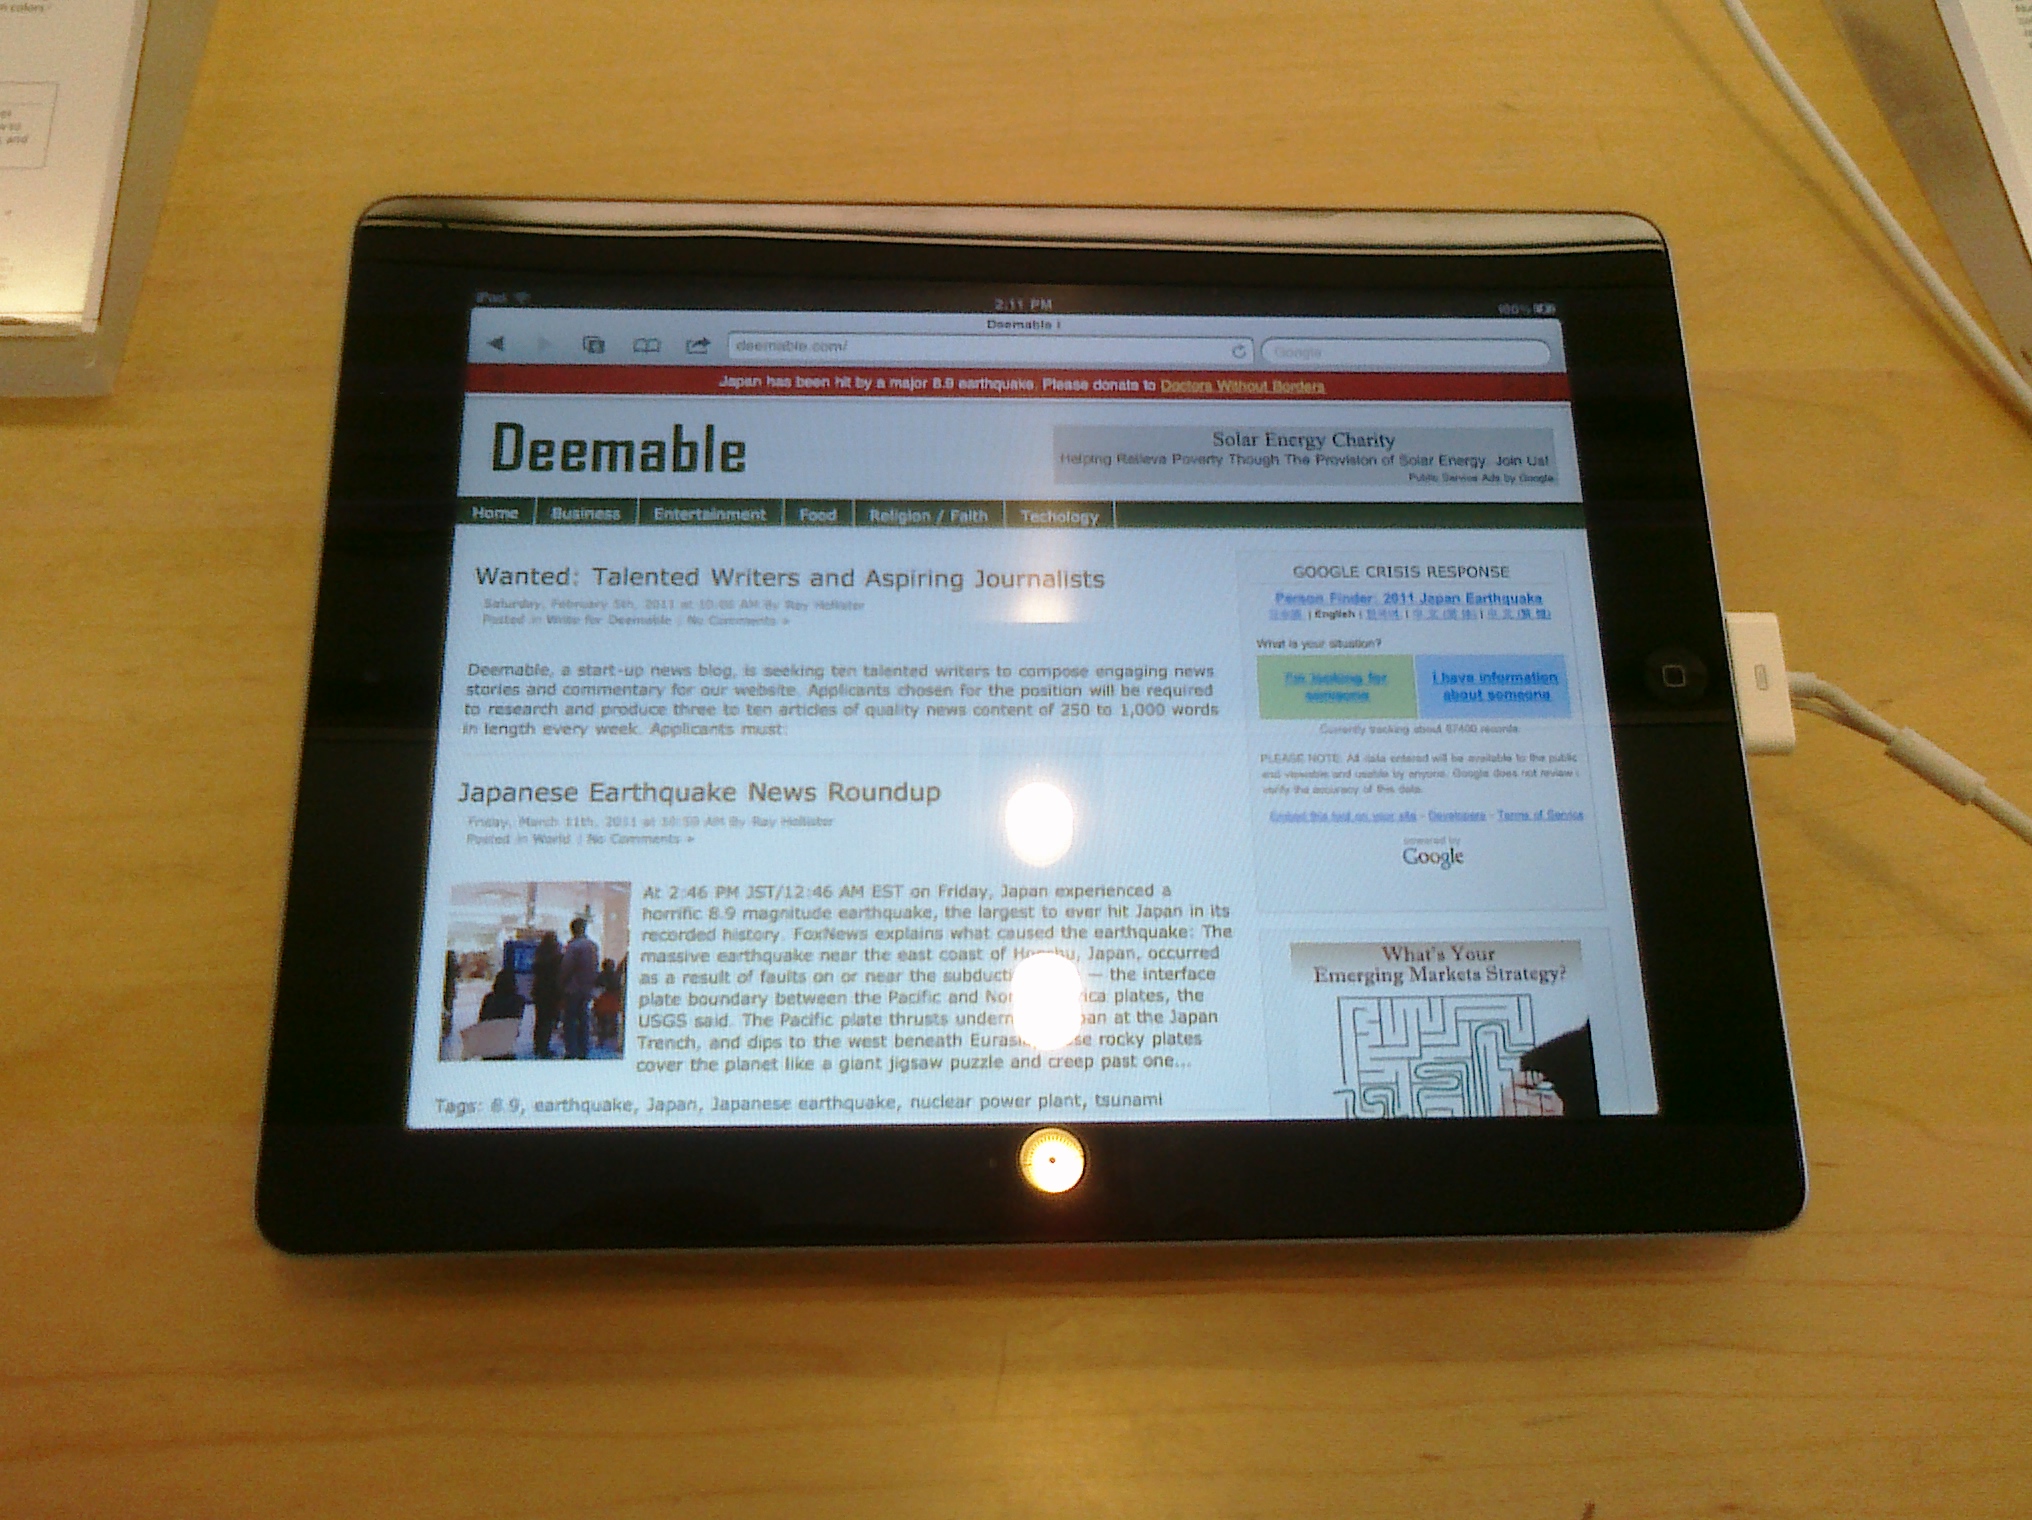 n colors
and
iPad
2:11 PM
100%
Deemable |
deemable.com/
Google
Japan has been hit by a major 8.9 earthquake. Please donate to Doctors Without Borders
Deemable
Solar Energy Charity
Helping Relieve Poverty Though The Provision of Solar Energy. Join Us!
Public Service Ads by Google
Home
Business
Entertainment
Food
Religion / Faith
Techology
Wanted: Talented Writers and Aspiring Journalists
Saturday, February 5th, 2011 at 10:08 AM By Ray Hollister
Posted in Write for Deemable | No Comments »
Deemable, a start-up news blog, is seeking ten talented writers to compose engaging news
stories and commentary for our website. Applicants chosen for the position will be required
to research and produce three to ten articles of quality news content of 250 to 1,000 words
in length every week. Applicants must:
Japanese Earthquake News Roundup
Friday, March 11th, 2011 at 10:59 AM By Ray Hollister
Posted in World | No Comments »
At 2:46 PM JST/12:46 AM EST on Friday, Japan experienced a
horrific 8.9 magnitude earthquake, the largest to ever hit Japan in its
recorded history. FoxNews explains what caused the earthquake: The
massive earthquake near the east coast of Honshu, Japan, occurred
as a result of faults on or near the subducti — the interface
plate boundary between the Pacific and Nor ica plates, the
USGS said. The Pacific plate thrusts undern pan at the Japan
Trench, and dips to the west beneath Eurasi se rocky plates
cover the planet like a giant jigsaw puzzle and creep past one...
Tags: 8.9, earthquake, Japan, Japanese earthquake, nuclear power plant, tsunami
GOOGLE CRISIS RESPONSE
Person Finder: 2011 Japan Earthquake
日本語 | English | 한국어 | 中文(简体) | 中文(繁體)
What is your situation?
I'm looking for
someone
I have information
about someone
Currently tracking about 67400 records.
PLEASE NOTE: All data entered will be available to the public
and viewable and usable by anyone. Google does not review
verify the accuracy of this data.
Embed this tool on your site - Developers - Terms of Service
powered by
Google
What's Your
Emerging Markets Strategy?